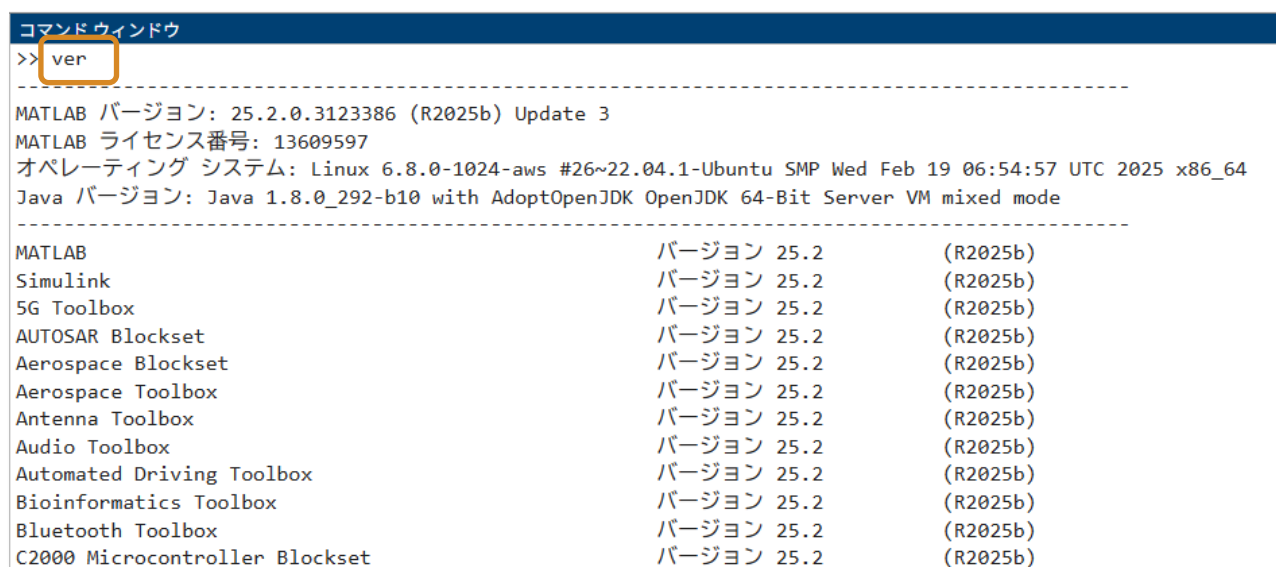 コマンド ウィンドウ
>> ver
-----------------------------------------------------------------------------------------------
MATLAB バージョン: 25.2.0.3123386 (R2025b) Update 3
MATLAB ライセンス番号: 13609597
オペレーティング システム: Linux 6.8.0-1024-aws #26~22.04.1-Ubuntu SMP Wed Feb 19 06:54:57 UTC 2025 x86_64
Java バージョン: Java 1.8.0_292-b10 with AdoptOpenJDK OpenJDK 64-Bit Server VM mixed mode
-----------------------------------------------------------------------------------------------
MATLAB バージョン 25.2 (R2025b)
Simulink バージョン 25.2 (R2025b)
5G Toolbox バージョン 25.2 (R2025b)
AUTOSAR Blockset バージョン 25.2 (R2025b)
Aerospace Blockset バージョン 25.2 (R2025b)
Aerospace Toolbox バージョン 25.2 (R2025b)
Antenna Toolbox バージョン 25.2 (R2025b)
Audio Toolbox バージョン 25.2 (R2025b)
Automated Driving Toolbox バージョン 25.2 (R2025b)
Bioinformatics Toolbox バージョン 25.2 (R2025b)
Bluetooth Toolbox バージョン 25.2 (R2025b)
C2000 Microcontroller Blockset バージョン 25.2 (R2025b)